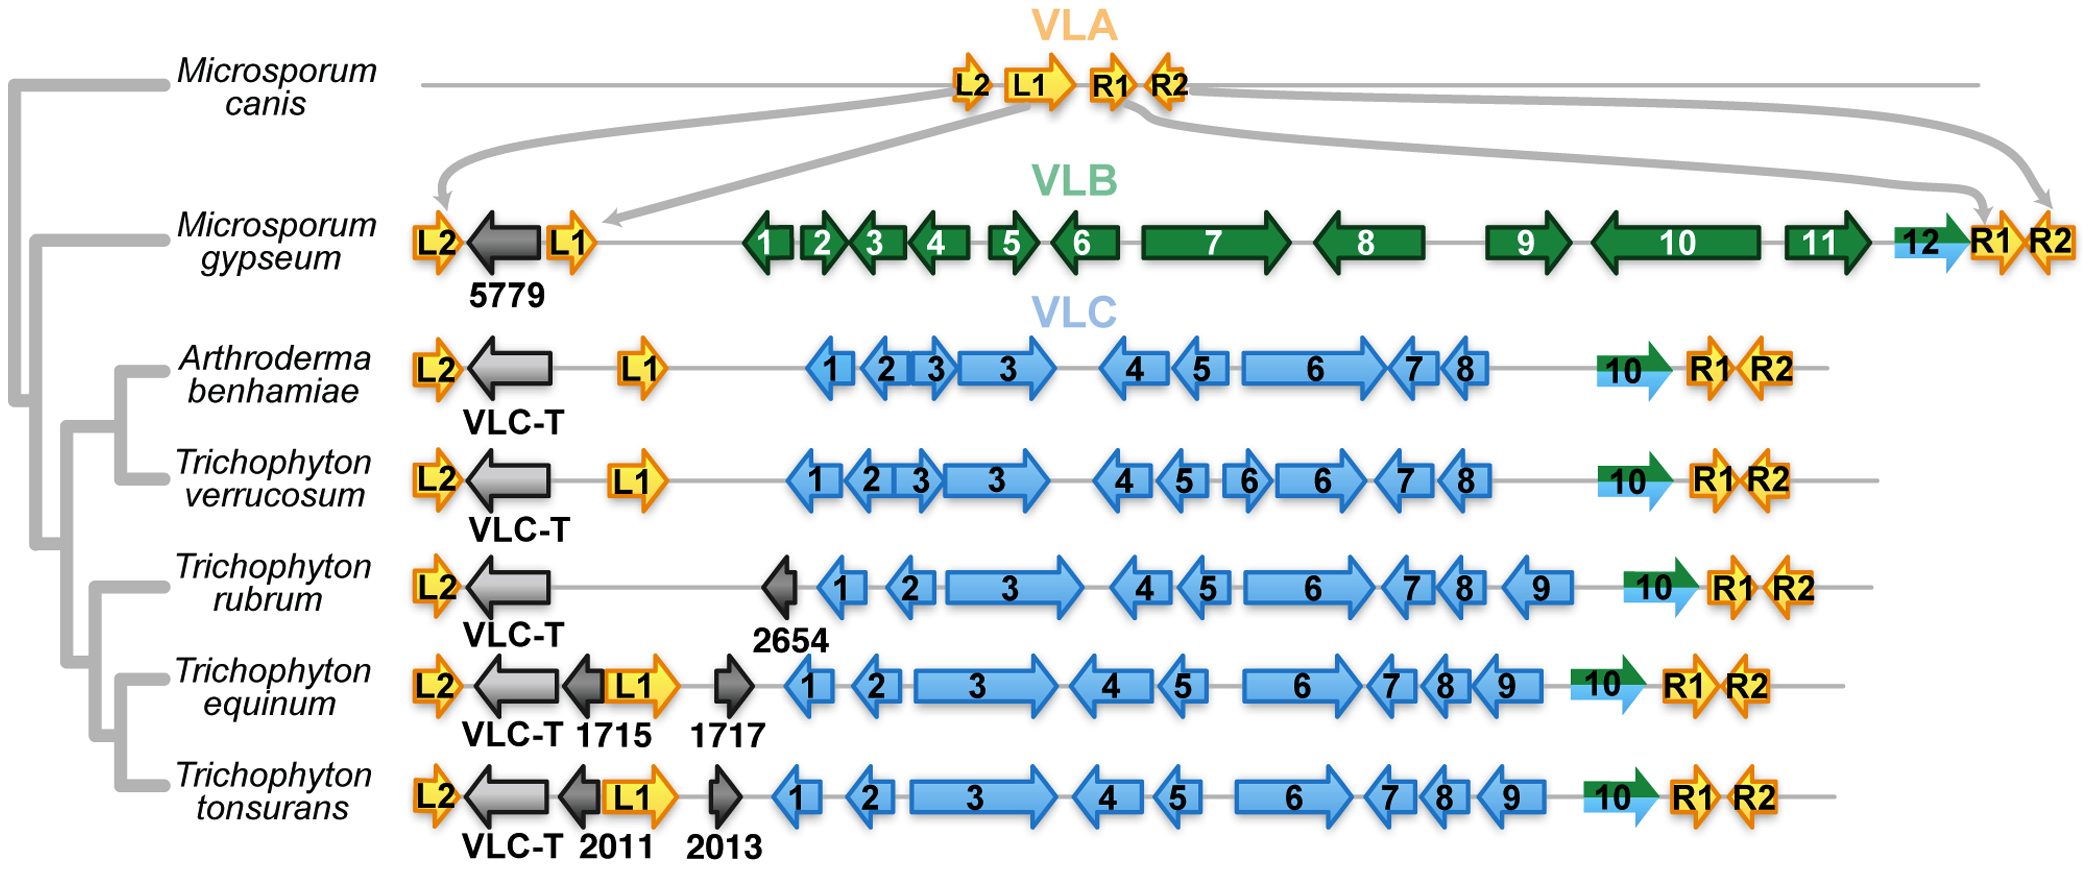 VLA
Microsporum
canis
L2 L1 R1 R2
VLB
Microsporum
gypseum
L2 L1 1 2 3 4 5 6 7 8 9 10 11 12 R1 R2
5779
VLC
Arthroderma
benhamiae
L2 L1 1 2 3 3 4 5 6 7 8 10 R1 R2
VLC-T
Trichophyton
verrucosum
L2 L1 1 2 3 3 4 5 6 6 7 8 10 R1 R2
VLC-T
Trichophyton
rubrum
L2 1 2 3 4 5 6 7 8 9 10 R1 R2
VLC-T 2654
Trichophyton
equinum
L2 L1 1 2 3 4 5 6 7 8 9 10 R1 R2
VLC-T 1715 1717
Trichophyton
tonsurans
L2 L1 1 2 3 4 5 6 7 8 9 10 R1 R2
VLC-T 2011 2013